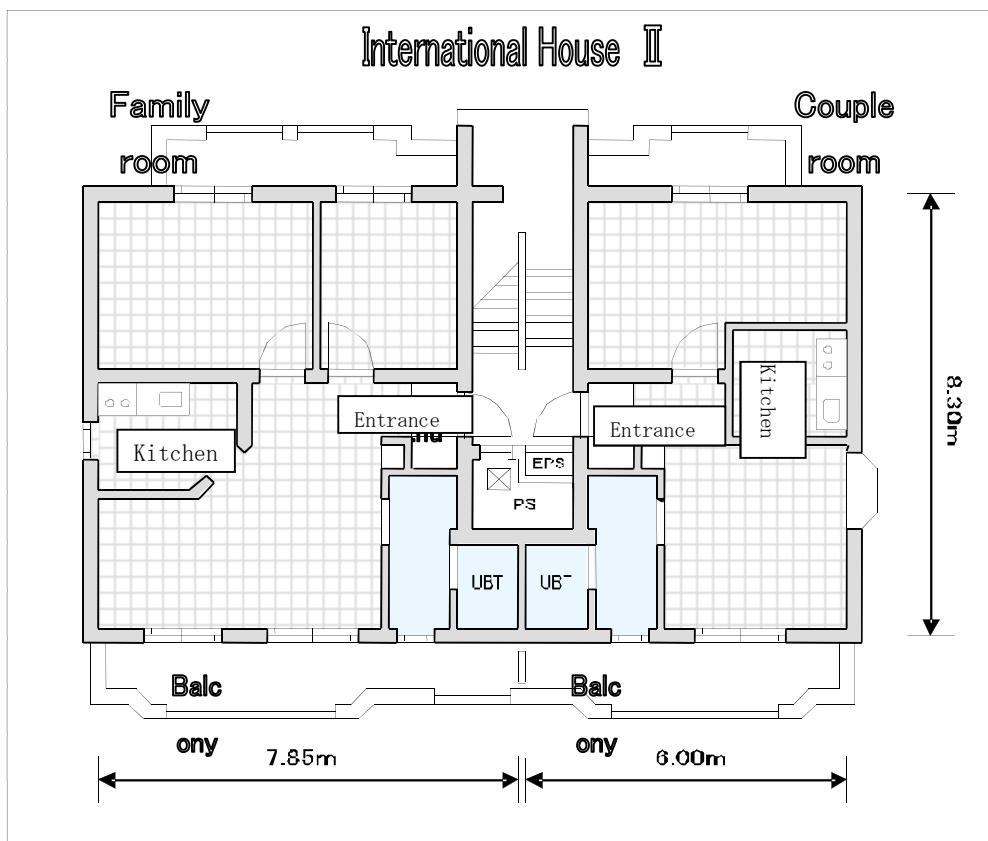 International House Ⅱ
Family
room
Couple
room
Kitchen
Entrance
Entrance
Kitchen
EPS
PS
UBT
8.30m
Balc
ony
Balc
ony
7.85m
6.00m